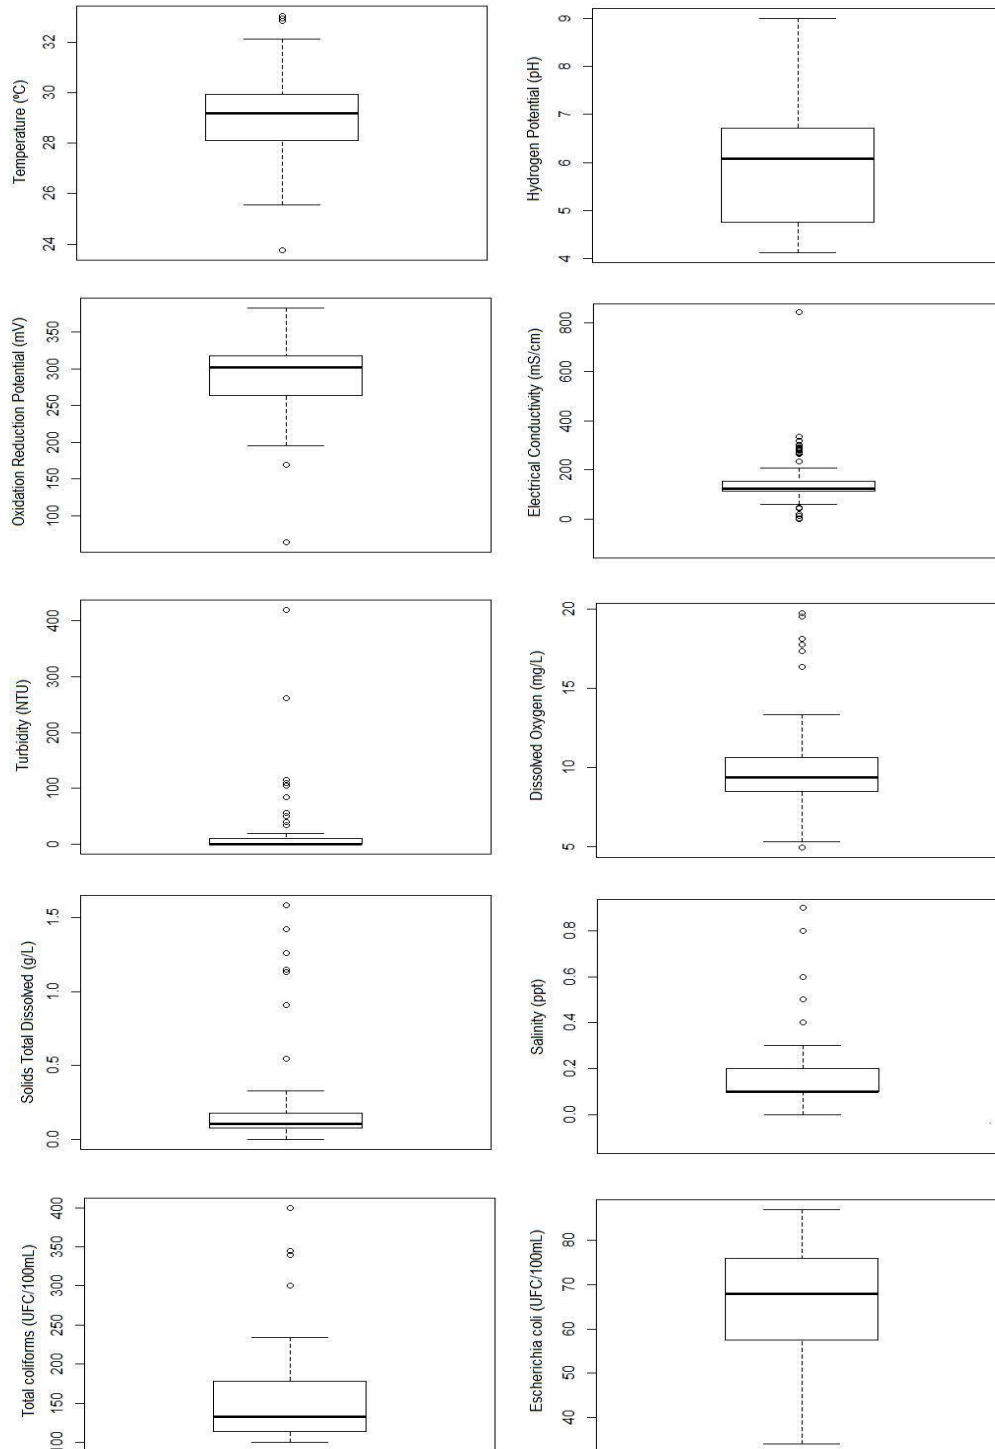 Temperature (ºC)
24 26 28 30 32
Hydrogen Potential (pH)
4 5 6 7 8 9
Oxidation Reduction Potential (mV)
100 150 200 250 300 350
Electrical Conductivity (mS/cm)
0 200 400 600 800
Turbidity (NTU)
0 100 200 300 400
Dissolved Oxygen (mg/L)
5 10 15 20
Solids Total Dissolved (g/L)
0.0 0.5 1.0 1.5
Salinity (ppt)
0.0 0.2 0.4 0.6 0.8
Total coliforms (UFC/100mL)
100 150 200 250 300 350 400
Escherichia coli (UFC/100mL)
40 50 60 70 80